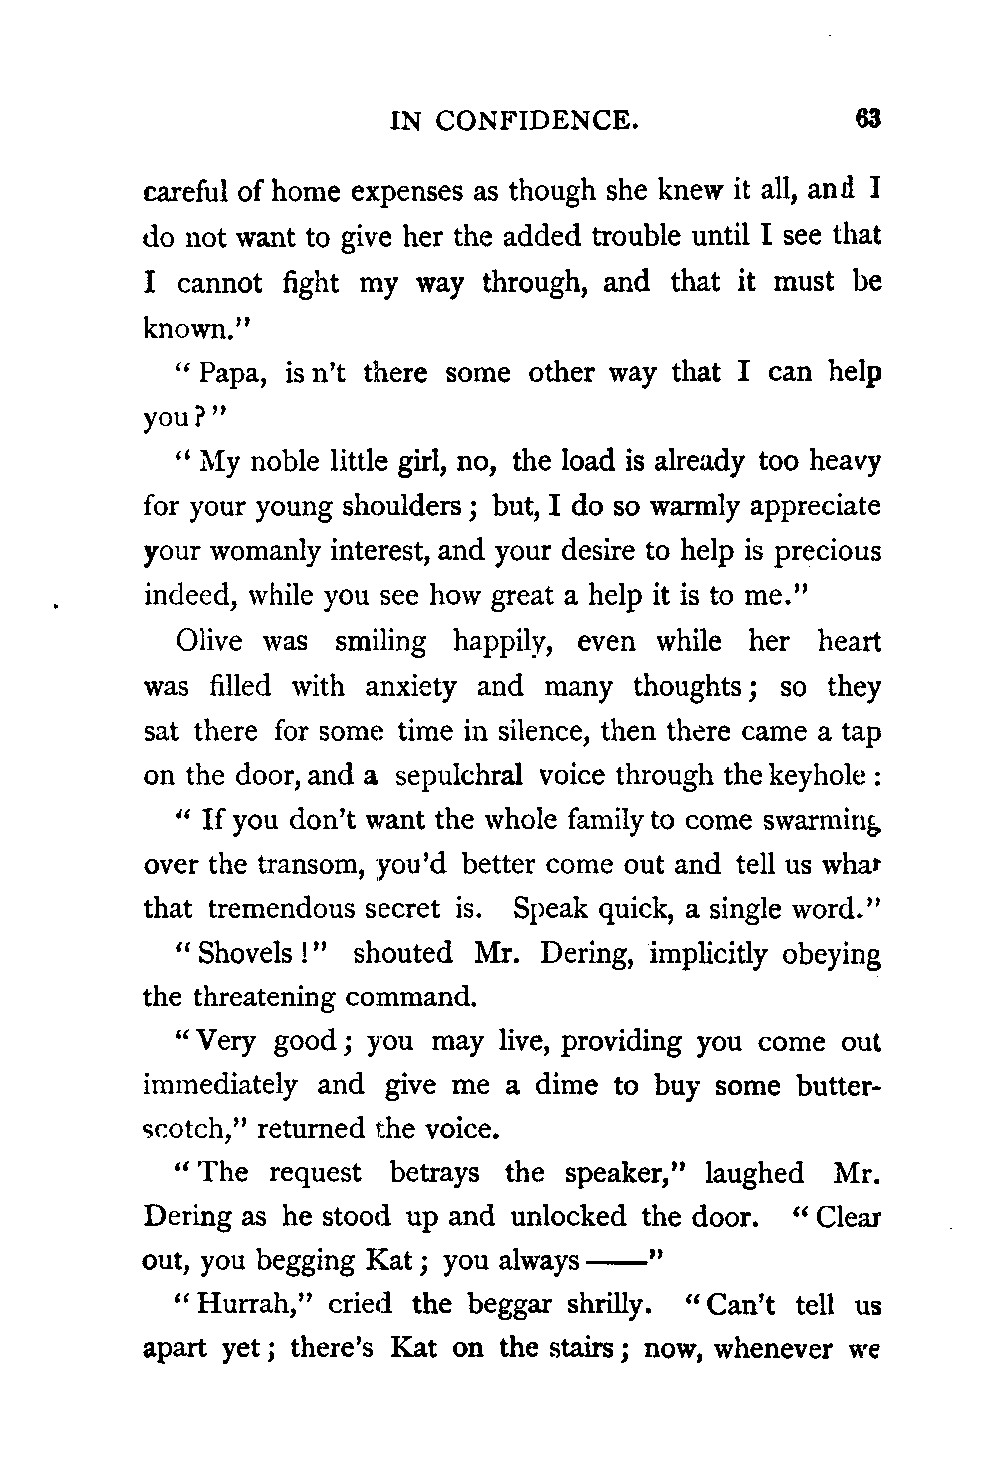 IN CONFIDENCE. 63
careful of home expenses as though she knew it all, and I
do not want to give her the added trouble until I see that
I cannot fight my way through, and that it must be
known."
"Papa, is n't there some other way that I can help
you?"
"My noble little girl, no, the load is already too heavy
for your young shoulders; but, I do so warmly appreciate
your womanly interest, and your desire to help is precious
indeed, while you see how great a help it is to me."
Olive was smiling happily, even while her heart
was filled with anxiety and many thoughts; so they
sat there for some time in silence, then there came a tap
on the door, and a sepulchral voice through the keyhole:
"If you don't want the whole family to come swarming
over the transom, you'd better come out and tell us what
that tremendous secret is. Speak quick, a single word."
"Shovels!" shouted Mr. Dering, implicitly obeying
the threatening command.
"Very good; you may live, providing you come out
immediately and give me a dime to buy some butter-
scotch," returned the voice.
"The request betrays the speaker," laughed Mr.
Dering as he stood up and unlocked the door. "Clear
out, you begging Kat; you always——"
"Hurrah," cried the beggar shrilly. "Can't tell us
apart yet; there's Kat on the stairs; now, whenever we